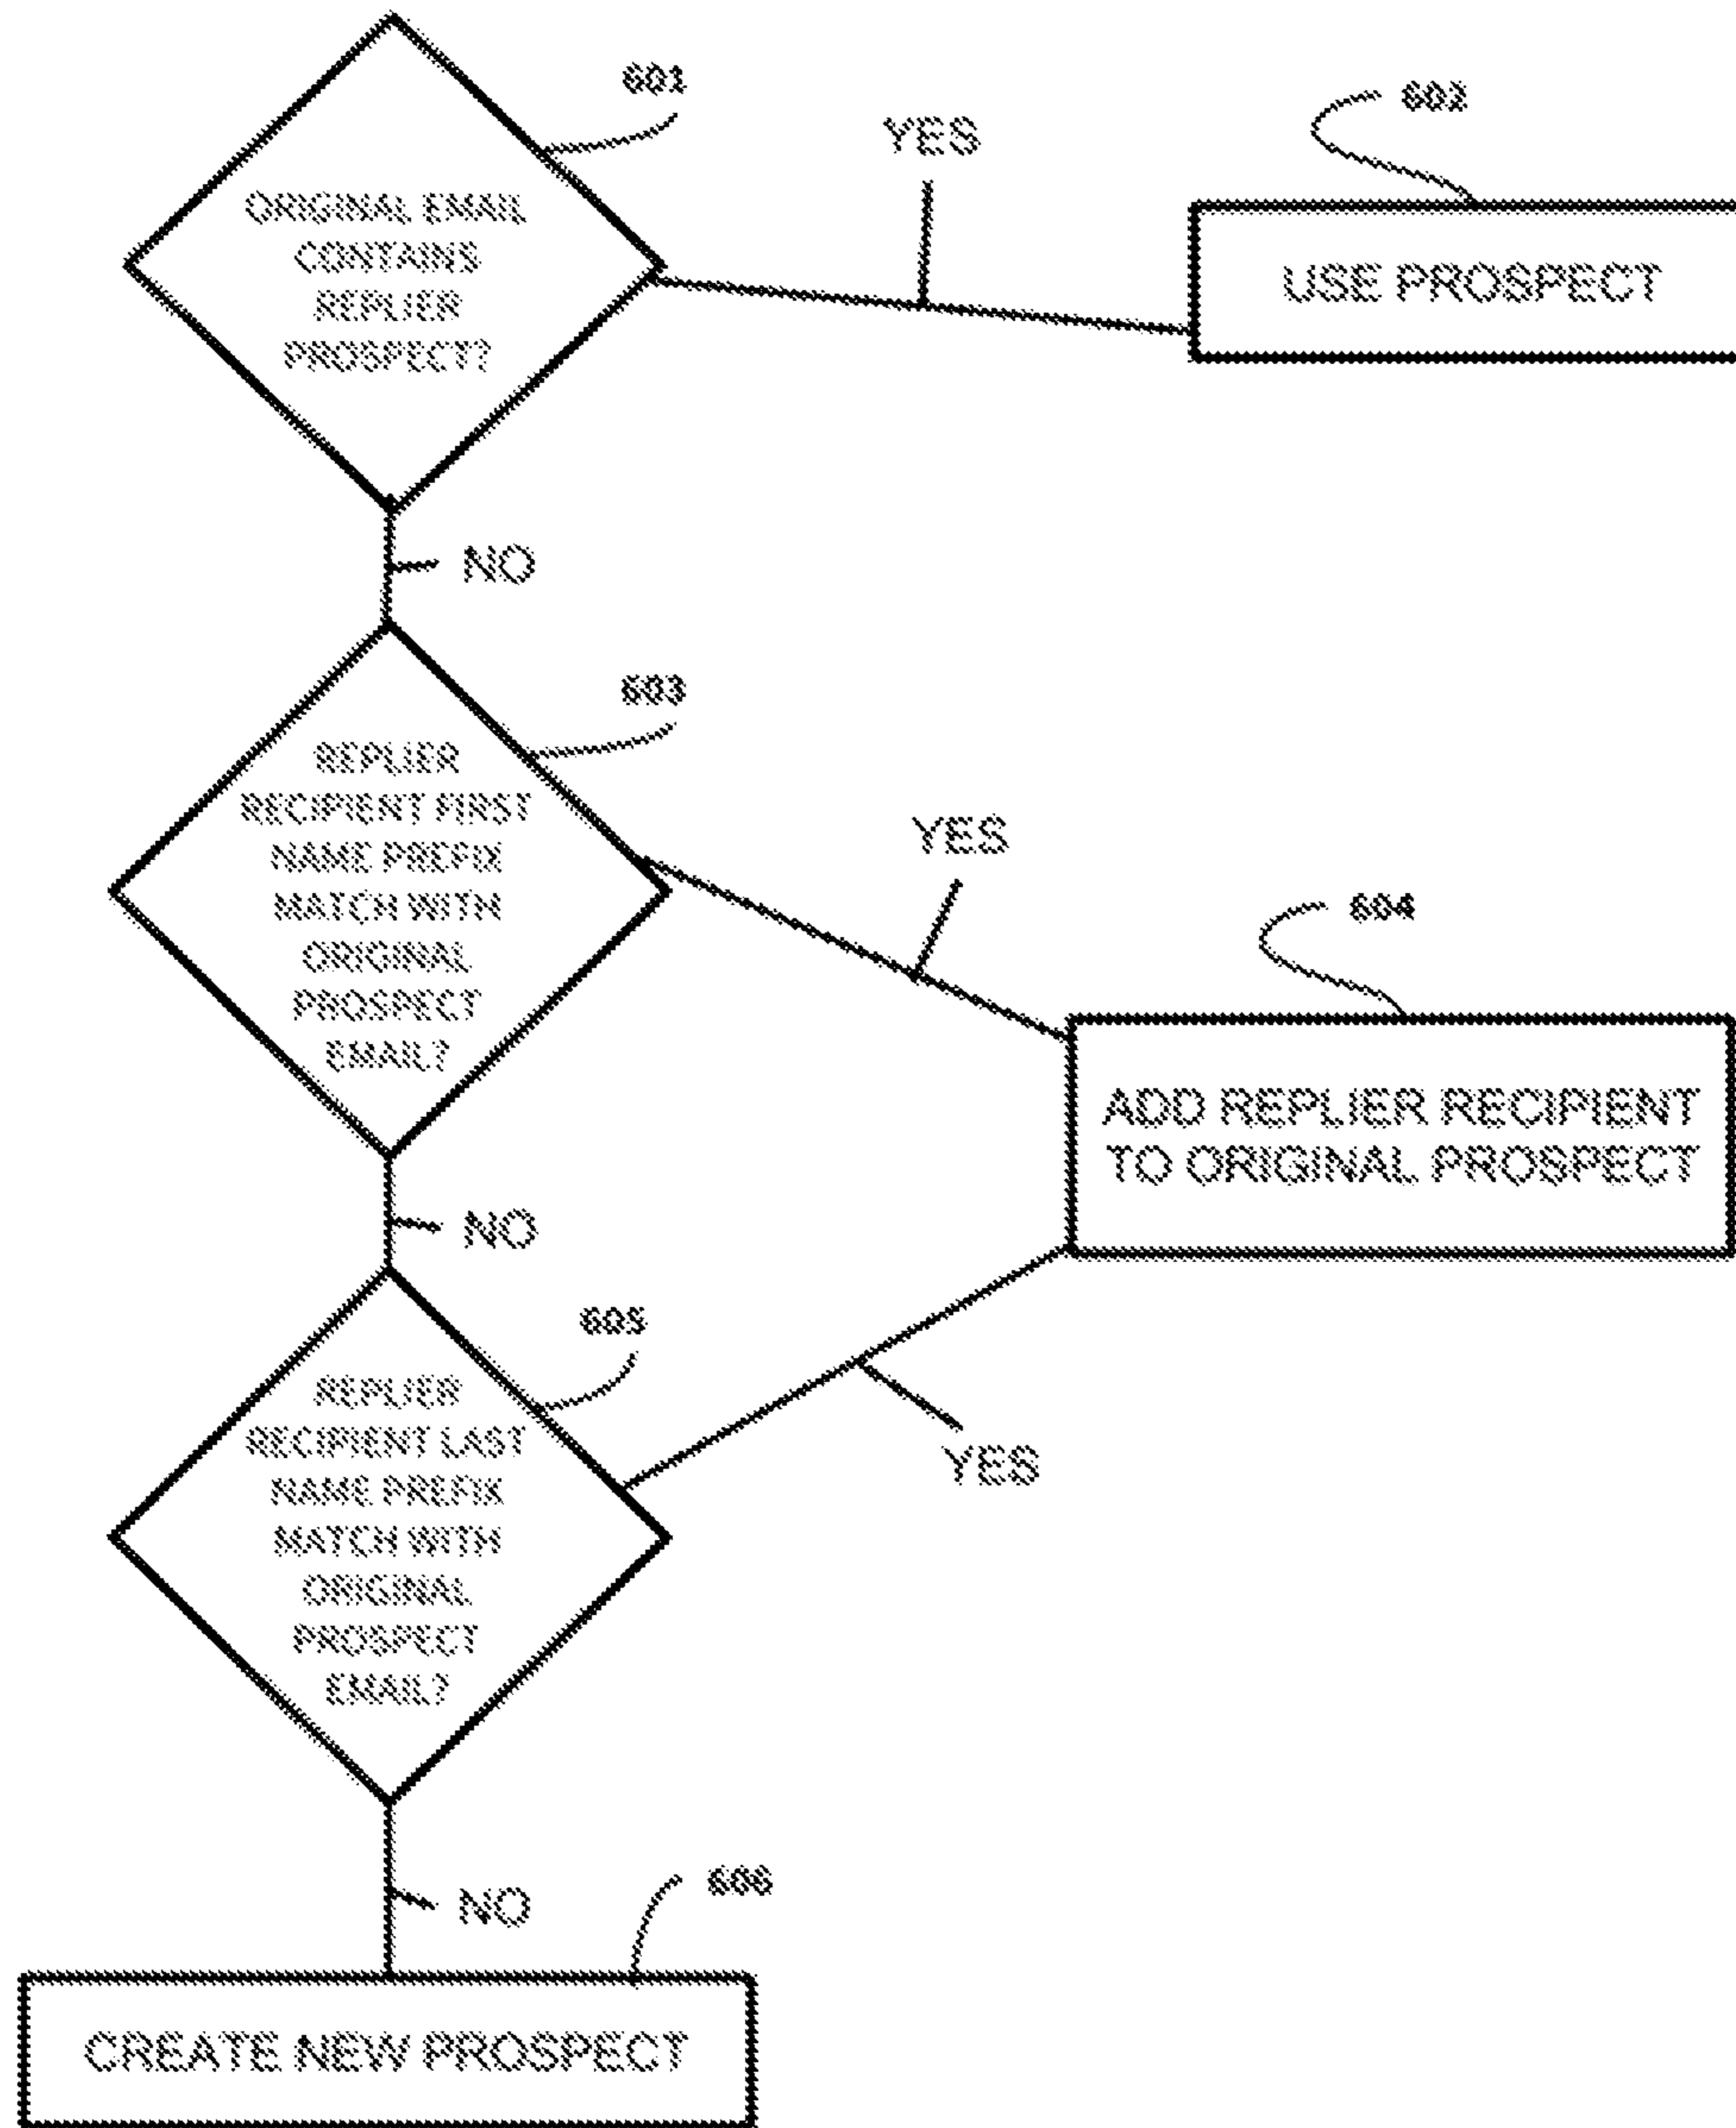 601
YES
602
ORIGINAL EMAIL
CONTAINS
REPLIER
PROSPECT?
USE PROSPECT
NO
603
REPLIER
RECIPIENT FIRST
NAME PREFIX
MATCH WITH
ORIGINAL
PROSPECT
EMAIL?
YES
604
ADD REPLIER RECIPIENT
TO ORIGINAL PROSPECT
NO
605
REPLIER
RECIPIENT LAST
NAME PREFIX
MATCH WITH
ORIGINAL
PROSPECT
EMAIL?
YES
NO
606
CREATE NEW PROSPECT